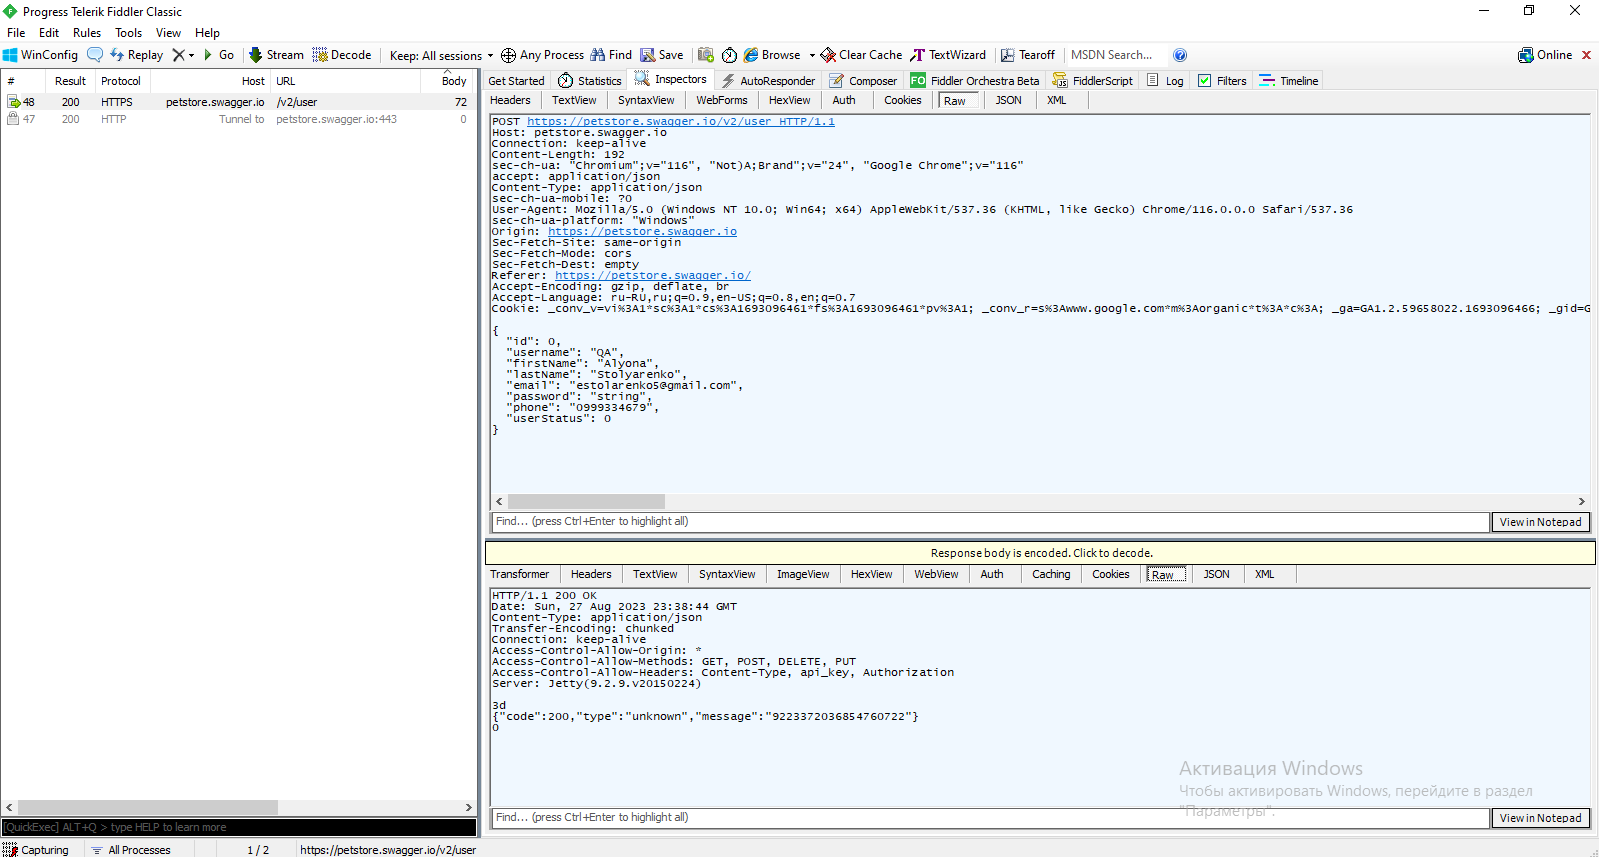 Progress Telerik Fiddler Classic
File Edit Rules Tools View Help
WinConfig Replay Go Stream Decode Keep: All sessions Any Process Find Save Browse Clear Cache TextWizard Tearoff MSDN Search... Online
# Result Protocol Host URL Body
48 200 HTTPS petstore.swagger.io /v2/user 72
47 200 HTTP Tunnel to petstore.swagger.io:443 0
Get Started Statistics Inspectors AutoResponder Composer FO Fiddler Orchestra Beta FiddlerScript Log Filters Timeline
Headers TextView SyntaxView WebForms HexView Auth Cookies Raw JSON XML
POST https://petstore.swagger.io/v2/user HTTP/1.1
Host: petstore.swagger.io
Connection: keep-alive
Content-Length: 192
sec-ch-ua: "Chromium";v="116", "Not)A;Brand";v="24", "Google Chrome";v="116"
accept: application/json
Content-Type: application/json
sec-ch-ua-mobile: ?0
User-Agent: Mozilla/5.0 (Windows NT 10.0; Win64; x64) AppleWebKit/537.36 (KHTML, like Gecko) Chrome/116.0.0.0 Safari/537.36
sec-ch-ua-platform: "Windows"
Origin: https://petstore.swagger.io
Sec-Fetch-Site: same-origin
Sec-Fetch-Mode: cors
Sec-Fetch-Dest: empty
Referer: https://petstore.swagger.io/
Accept-Encoding: gzip, deflate, br
Accept-Language: ru-RU,ru;q=0.9,en-US;q=0.8,en;q=0.7
Cookie: _conv_v=vi%3A1*sc%3A1*cs%3A1693096461*fs%3A1693096461*pv%3A1; _conv_r=s%3Awww.google.com*m%3Aorganic*t%3A*c%3A; _ga=GA1.2.59658022.1693096466; _gid=G
{
"id": 0,
"username": "QA",
"firstName": "Alyona",
"lastName": "Stolyarenko",
"email": "estolarenko5@gmail.com",
"password": "string",
"phone": "0999334679",
"userStatus": 0
}
Find... (press Ctrl+Enter to highlight all) View in Notepad
Response body is encoded. Click to decode.
Transformer Headers TextView SyntaxView ImageView HexView WebView Auth Caching Cookies Raw JSON XML
HTTP/1.1 200 OK
Date: Sun, 27 Aug 2023 23:38:44 GMT
Content-Type: application/json
Transfer-Encoding: chunked
Connection: keep-alive
Access-Control-Allow-Origin: *
Access-Control-Allow-Methods: GET, POST, DELETE, PUT
Access-Control-Allow-Headers: Content-Type, api_key, Authorization
Server: Jetty(9.2.9.v20150224)
3d
{"code":200,"type":"unknown","message":"9223372036854760722"}
0
Активация Windows
Чтобы активировать Windows, перейдите в раздел
"Параметры".
Find... (press Ctrl+Enter to highlight all) View in Notepad
[QuickExec] ALT+Q > type HELP to learn more
Capturing All Processes 1 / 2 https://petstore.swagger.io/v2/user